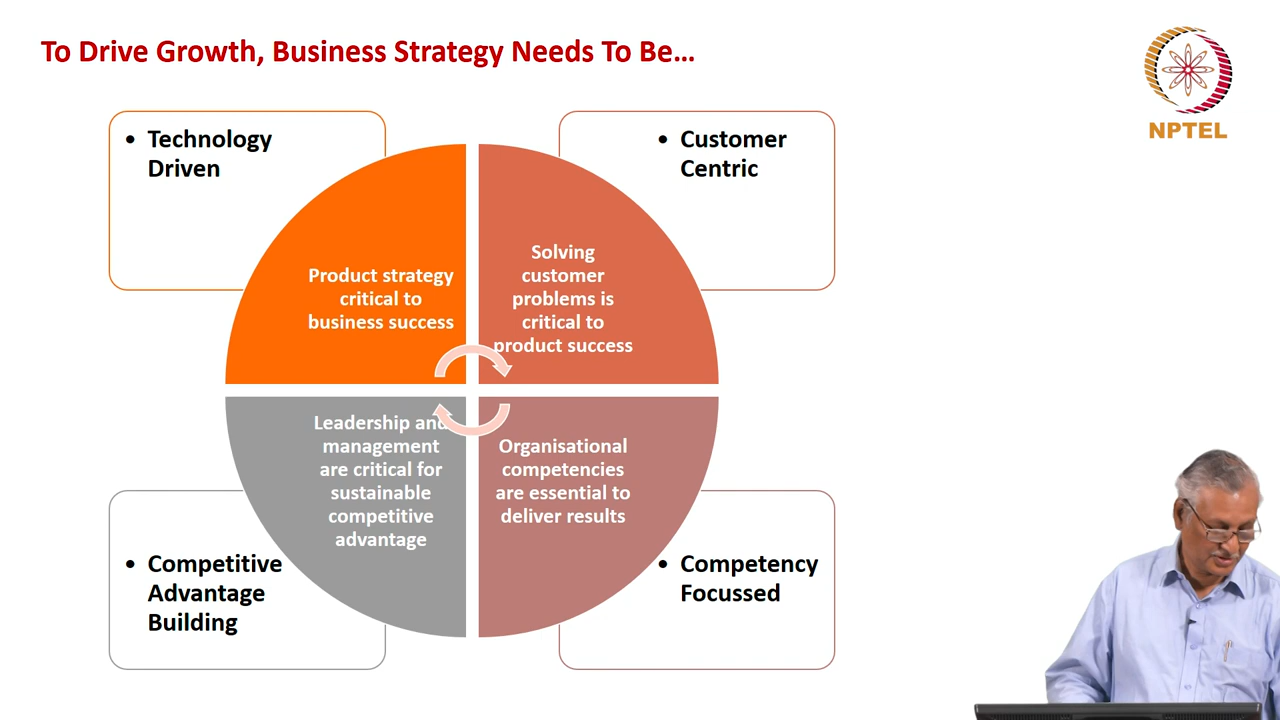 To Drive Growth, Business Strategy Needs To Be...
NPTEL
• Technology
Driven
• Customer
Centric
Product strategy
critical to
business success
Solving
customer
problems is
critical to
product success
Leadership and
management
are critical for
sustainable
competitive
advantage
Organisational
competencies
are essential to
deliver results
• Competitive
Advantage
Building
• Competency
Focussed